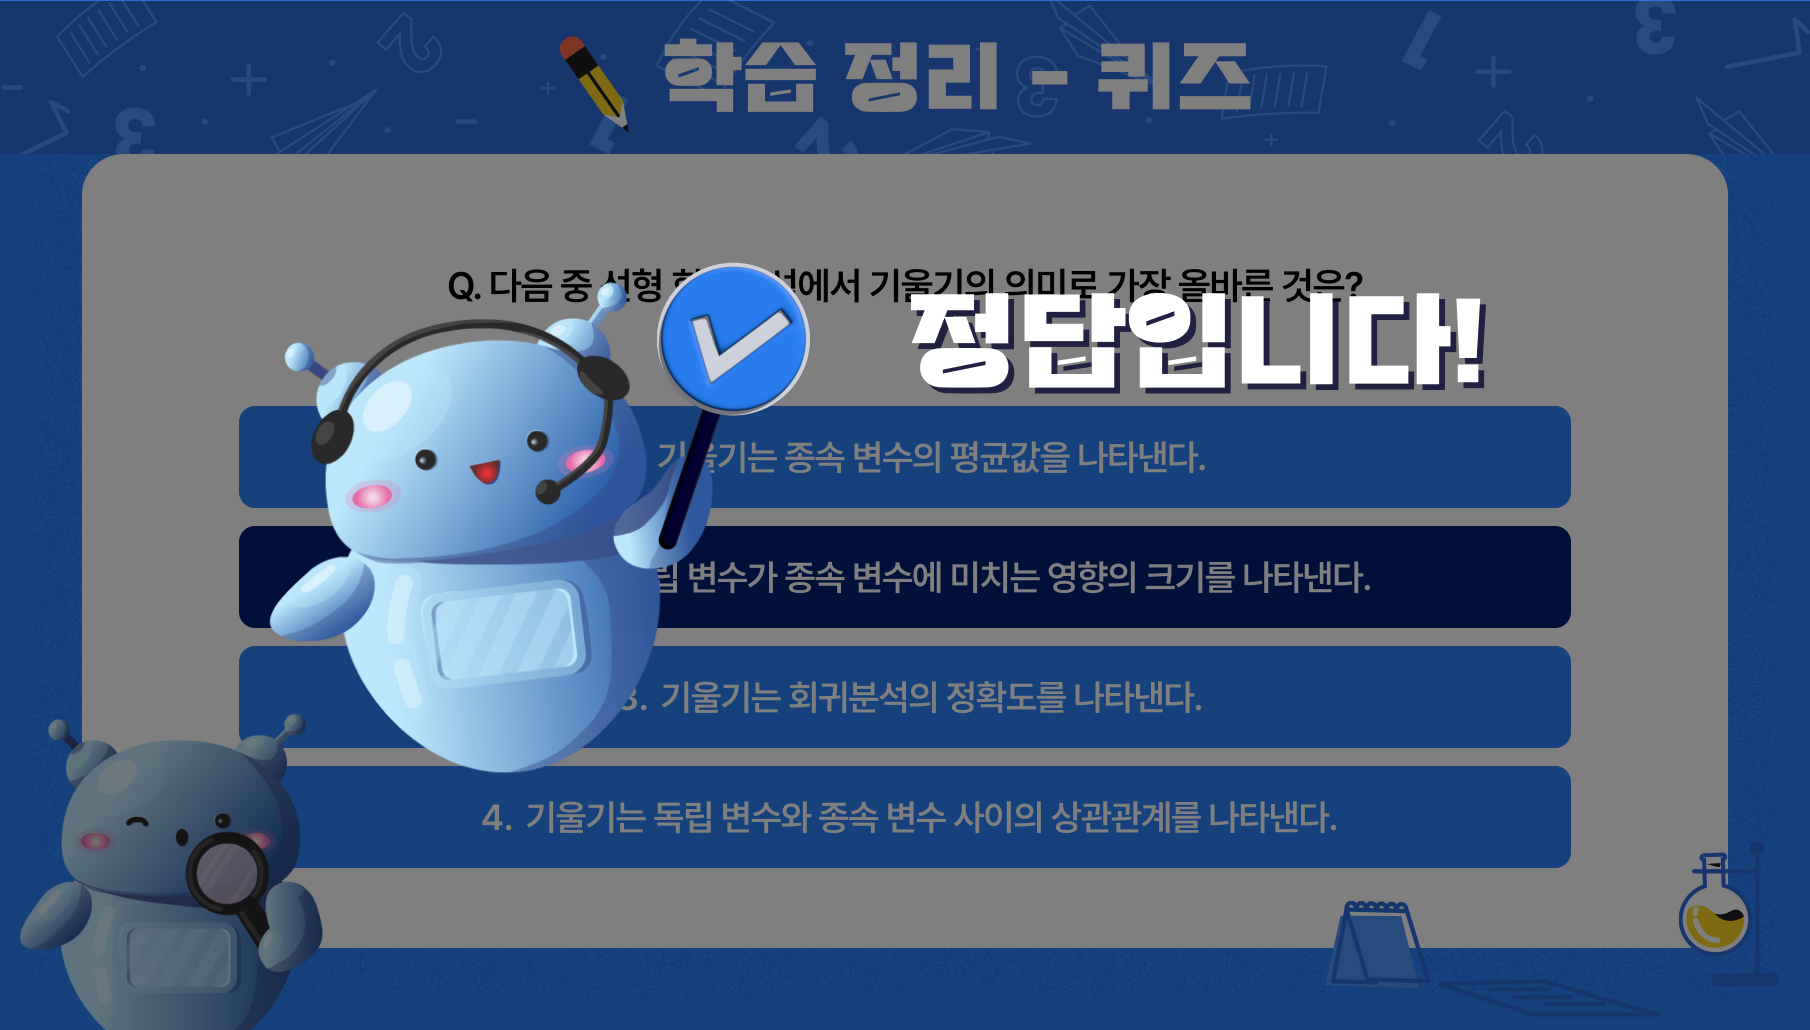 학습 정리 - 퀴즈
Q. 다음 중 선형 에서 기울기의 의미로 가장 올바른 것은?
정답입니다!
기울기는 종속 변수의 평균값을 나타낸다.
변수가 종속 변수에 미치는 영향의 크기를 나타낸다.
3. 기울기는 회귀분석의 정확도를 나타낸다.
4. 기울기는 독립 변수와 종속 변수 사이의 상관관계를 나타낸다.